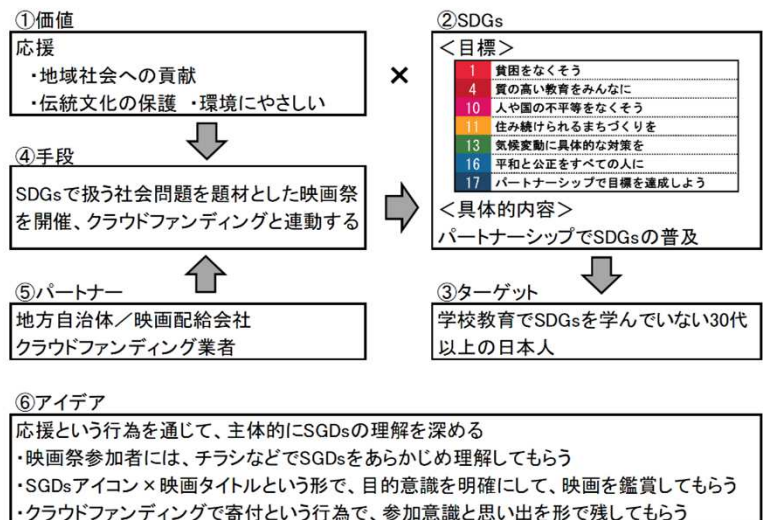 ①価値
応援
・地域社会への貢献
・伝統文化の保護 ・環境にやさしい
×
②SDGs
＜目標＞
1 貧困をなくそう
4 質の高い教育をみんなに
10 人や国の不平等をなくそう
11 住み続けられるまちづくりを
13 気候変動に具体的な対策を
16 平和と公正をすべての人に
17 パートナーシップで目標を達成しよう
＜具体的内容＞
パートナーシップでSDGsの普及
④手段
SDGsで扱う社会問題を題材とした映画祭
を開催、クラウドファンディングと連動する
⑤パートナー
地方自治体／映画配給会社
クラウドファンディング業者
③ターゲット
学校教育でSDGsを学んでいない30代
以上の日本人
⑥アイデア
応援という行為を通じて、主体的にSGDsの理解を深める
・映画祭参加者には、チラシなどでSGDsをあらかじめ理解してもらう
・SGDsアイコン×映画タイトルという形で、目的意識を明確にして、映画を鑑賞してもらう
・クラウドファンディングで寄付という行為で、参加意識と思い出を形で残してもらう